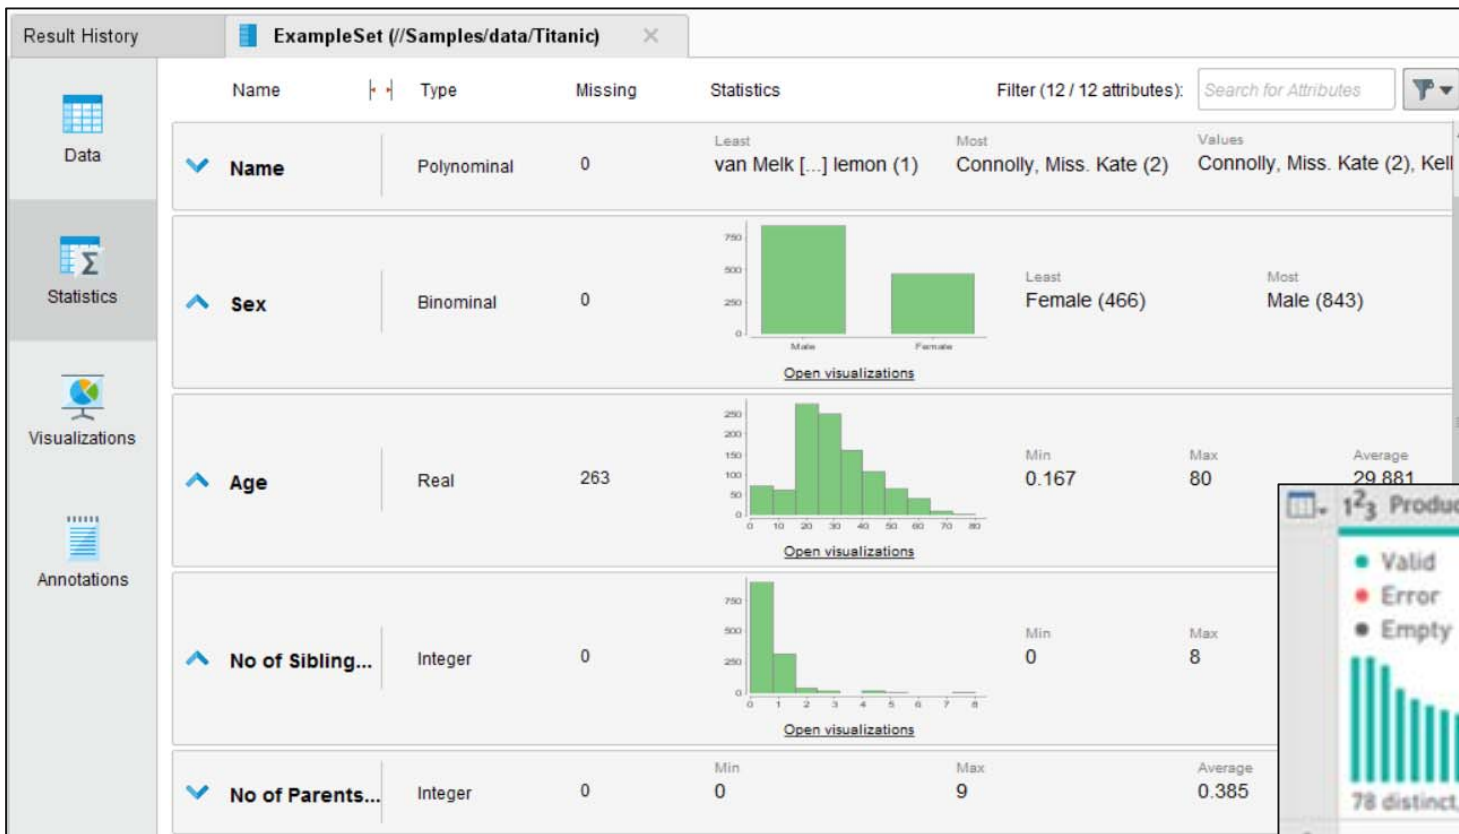 Result History
ExampleSet (//Samples/data/Titanic)
Name Type Missing Statistics Filter (12 / 12 attributes): Search for Attributes
Data
Statistics
Visualizations
Annotations
Least Most Values
Name Polynominal 0 van Melk [...] lemon (1) Connolly, Miss. Kate (2) Connolly, Miss. Kate (2), Kell
750
500
250
0
Male Female
Least Most
Sex Binominal 0 Female (466) Male (843)
Open visualizations
250
200
150
100
50
0
0 10 20 30 40 50 60 70 80
Min Max Average
Age Real 263 0.167 80 29.881
Open visualizations
750
500
250
0
0 1 2 3 4 5 6 7 8
Min Max
No of Sibling... Integer 0 0 8
Open visualizations
Min Max Average
No of Parents... Integer 0 0 9 0.385
1²3 Produc
Valid
Error
Empty
78 distinct,